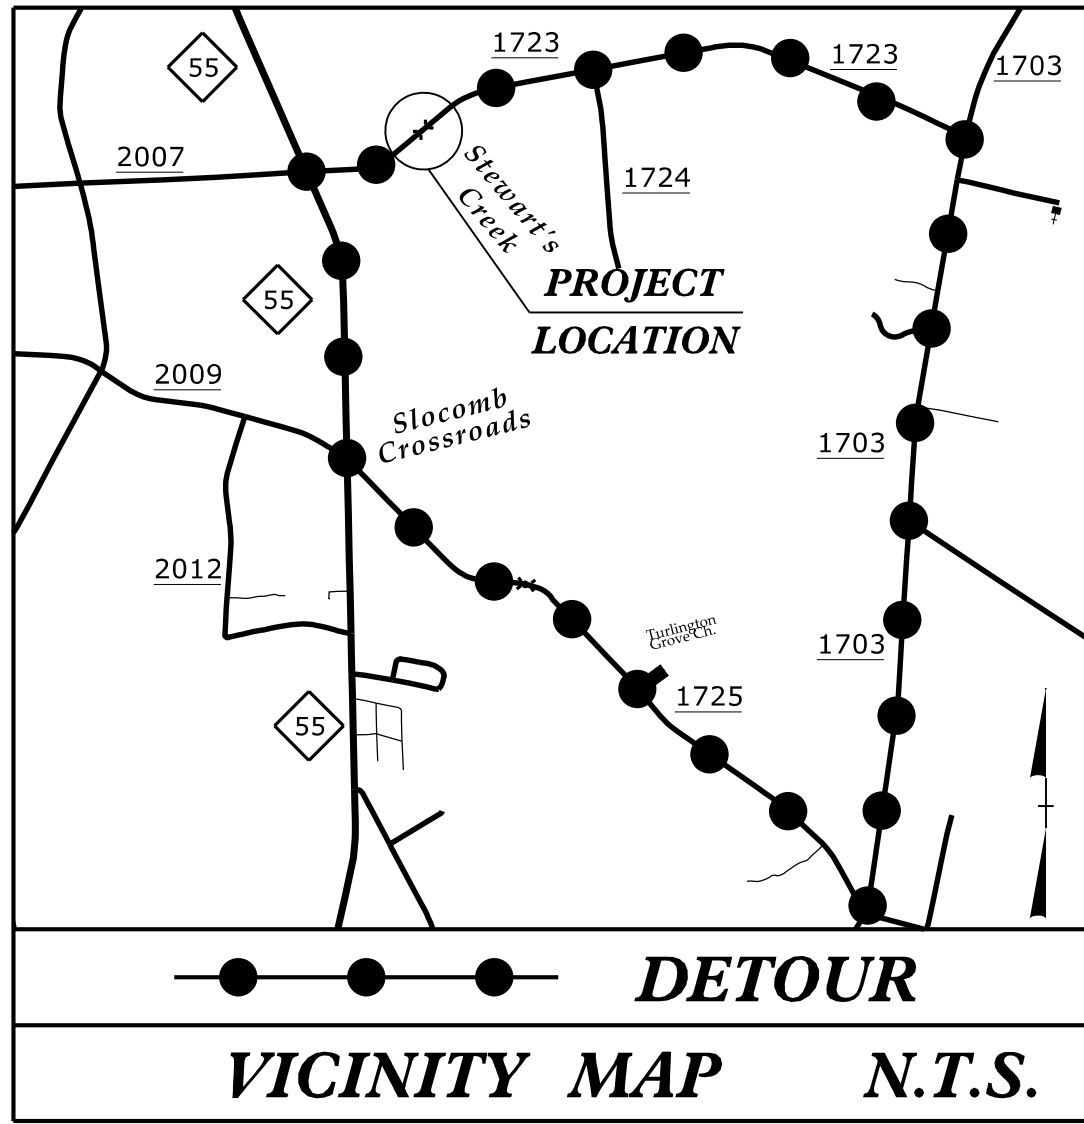 1723
1723
1703
55
2007
Stewart's
Creek
1724
55
PROJECT
LOCATION
2009
Slocomb
Crossroads
1703
2012
Turlington
Grove Ch.
1703
1725
55
DETOUR
VICINITY MAP N.T.S.